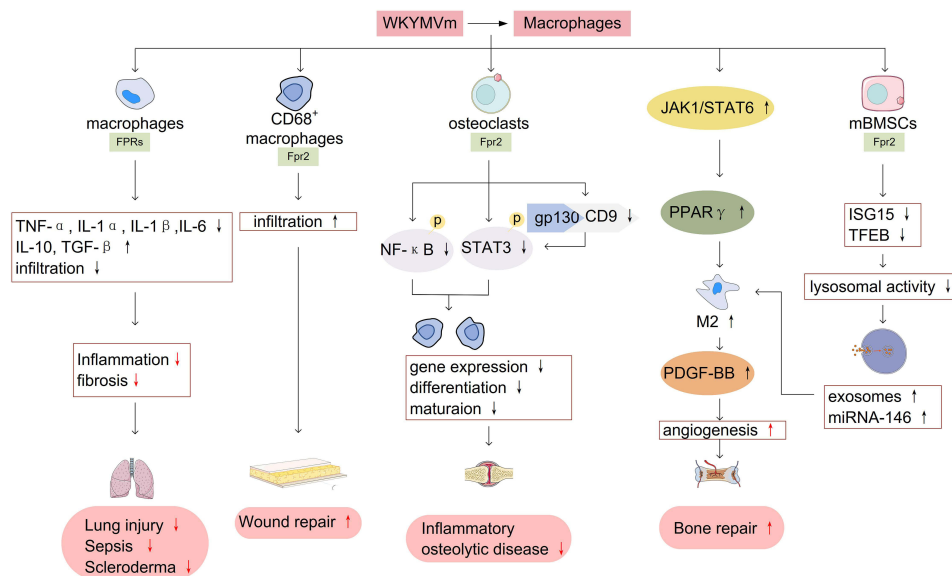 WKYMVm
Macrophages
macrophages
FPRs
TNF-α, IL-1α, IL-1β,IL-6 ↓
IL-10, TGF-β ↑
infiltration ↓
Inflammation ↓
fibrosis ↓
Lung injury ↓
Sepsis ↓
Scleroderma ↓
CD68⁺
macrophages
Fpr2
infiltration ↑
Wound repair ↑
osteoclasts
Fpr2
p
NF-κB ↓
p
STAT3 ↓
gp130
CD9 ↓
gene expression ↓
differentiation ↓
maturaion ↓
Inflammatory
osteolytic disease ↓
JAK1/STAT6 ↑
PPARγ ↑
M2 ↑
PDGF-BB ↑
angiogenesis ↑
Bone repair ↑
mBMSCs
Fpr2
ISG15 ↓
TFEB ↓
lysosomal activity ↓
exosomes ↑
miRNA-146 ↑